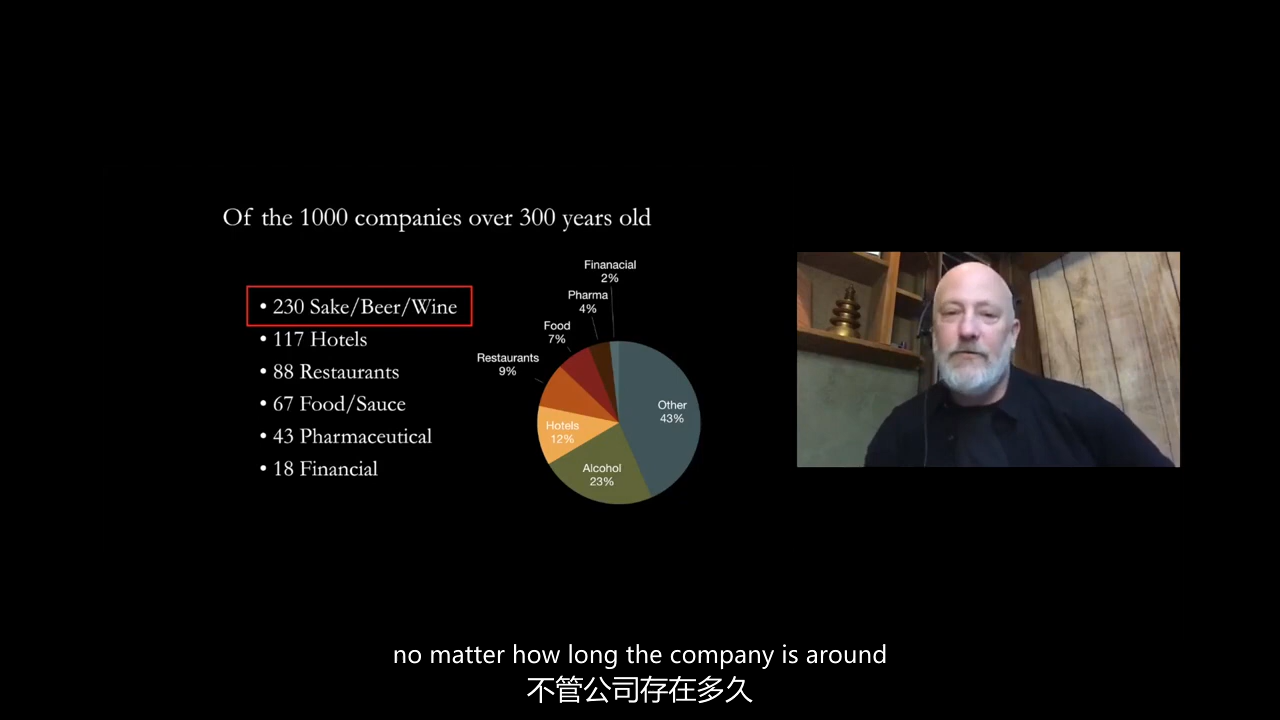 Of the 1000 companies over 300 years old
• 230 Sake/Beer/Wine
• 117 Hotels
• 88 Restaurants
• 67 Food/Sauce
• 43 Pharmaceutical
• 18 Financial
Finanacial
2%
Pharma
4%
Food
7%
Restaurants
9%
Other
43%
Hotels
12%
Alcohol
23%
no matter how long the company is around
不管公司存在多久